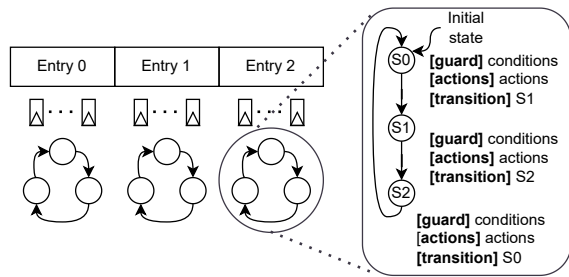 Entry 0
Entry 1
Entry 2
Initial
state
S0
[guard] conditions
[actions] actions
[transition] S1
S1
[guard] conditions
[actions] actions
[transition] S2
S2
[guard] conditions
[actions] actions
[transition] S0